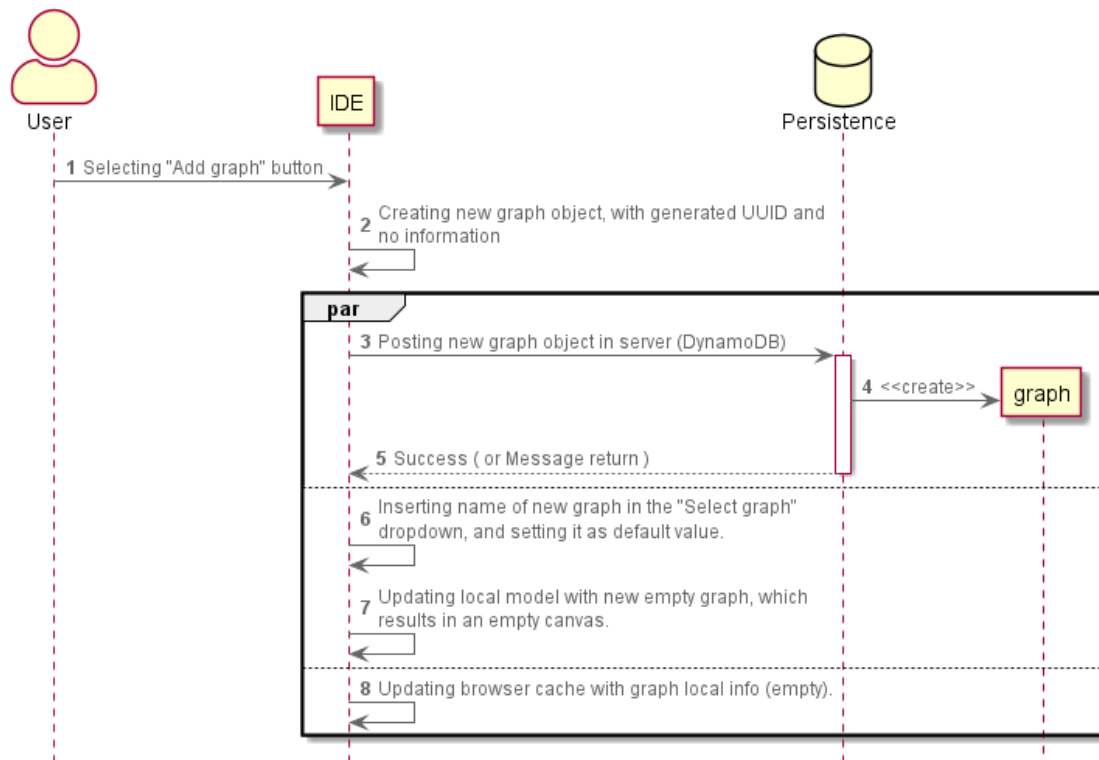 User
IDE
Persistence
1 Selecting "Add graph" button
2 Creating new graph object, with generated UUID and
no information
par
3 Posting new graph object in server (DynamoDB)
4 <<create>>
graph
5 Success ( or Message return )
6 Inserting name of new graph in the "Select graph"
dropdown, and setting it as default value.
7 Updating local model with new empty graph, which
results in an empty canvas.
8 Updating browser cache with graph local info (empty).